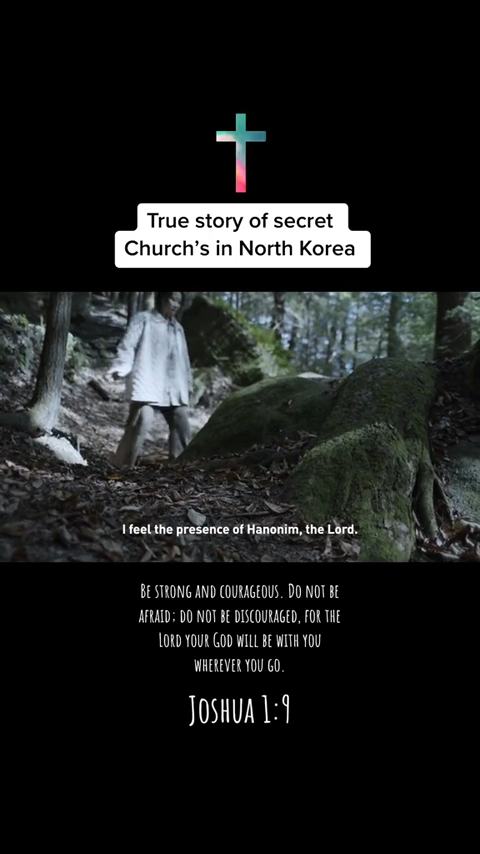 True story of secret
Church's in North Korea
I feel the presence of Hanonim, the Lord.
Be strong and courageous. Do not be
afraid; do not be discouraged, for the
Lord your God will be with you
wherever you go.
Joshua 1:9